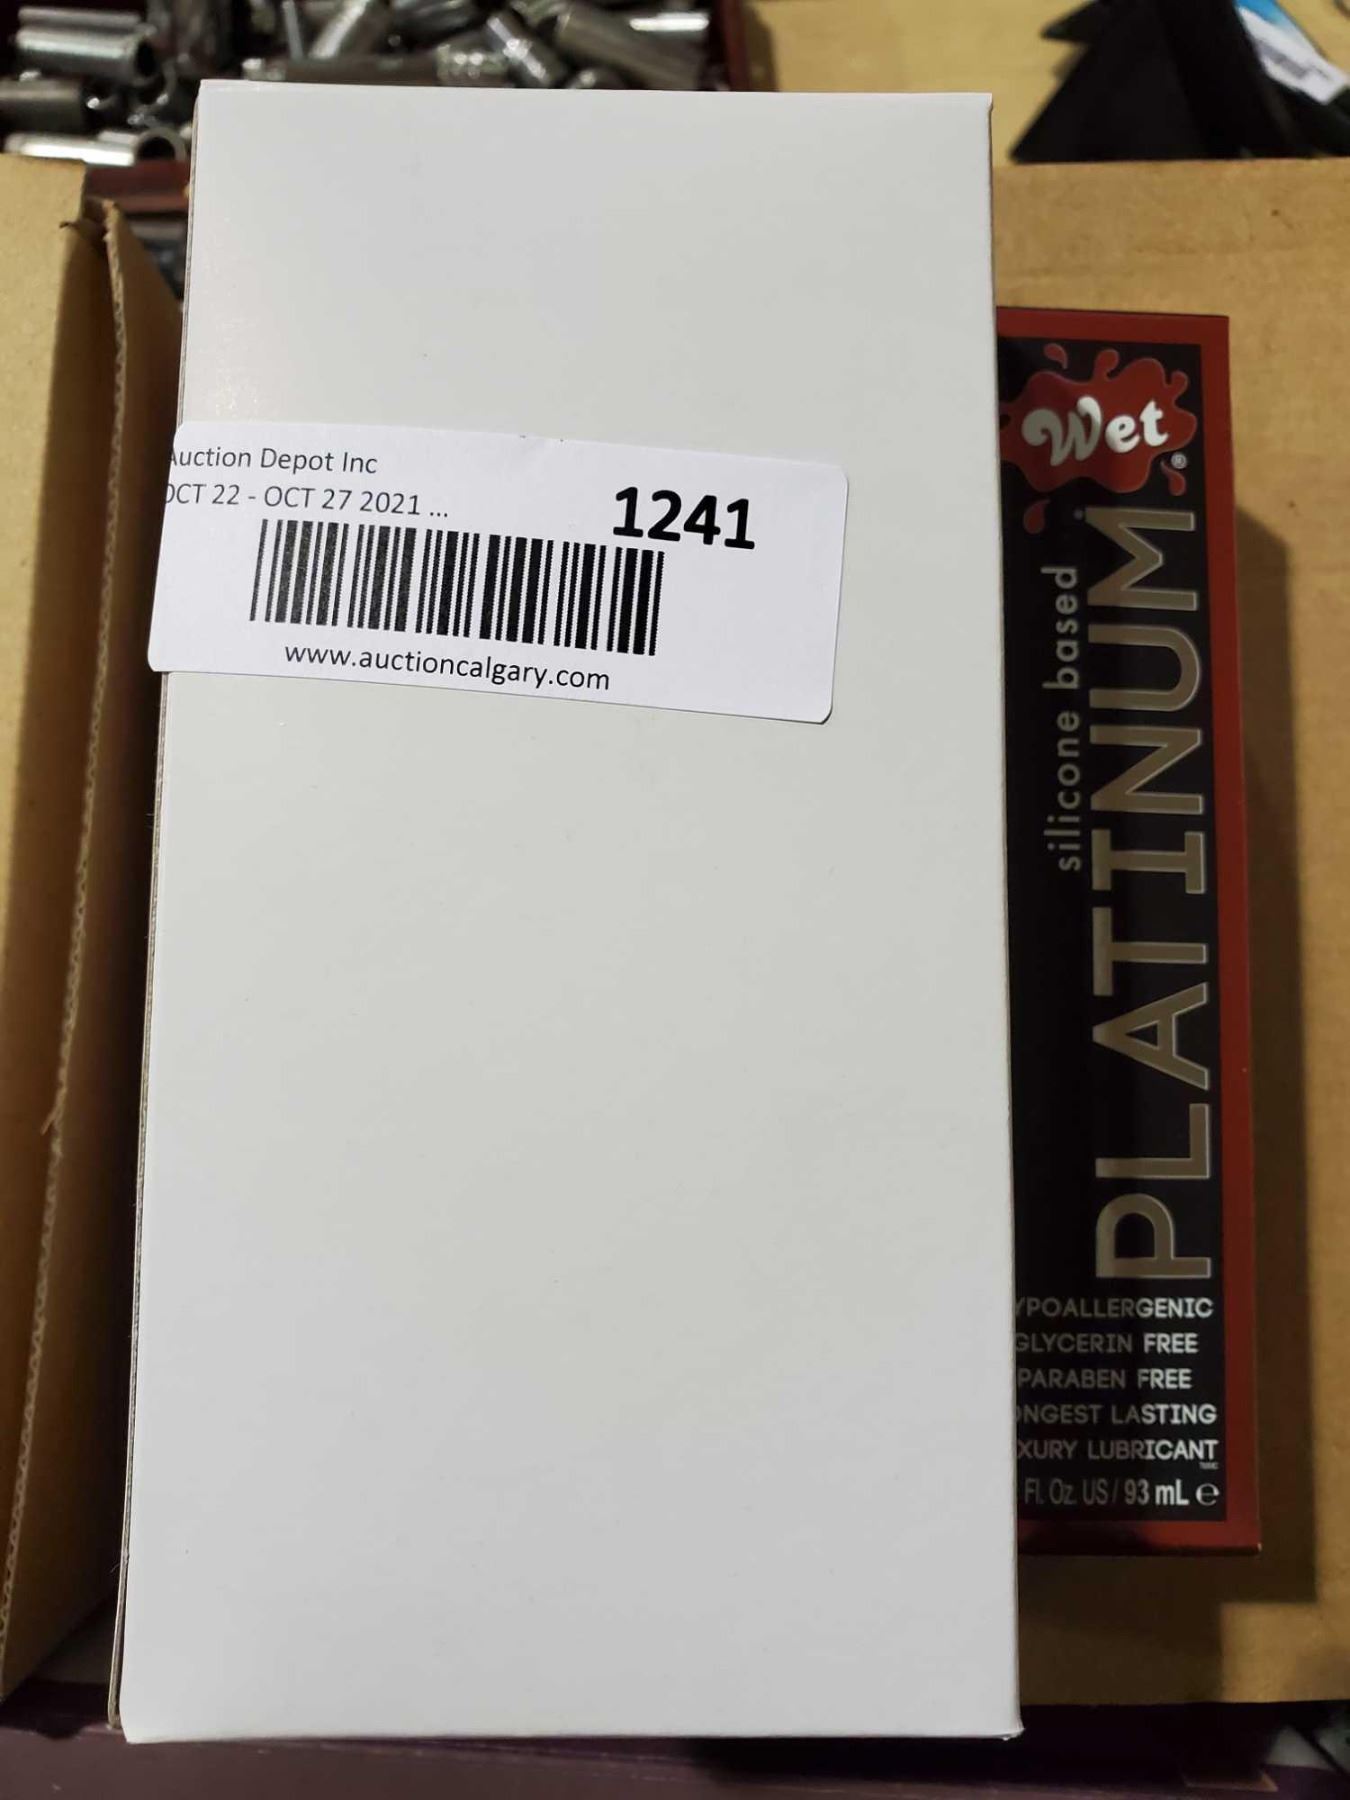 Auction Depot Inc
OCT 22 - OCT 27 2021 ...
1241
www.auctioncalgary.com
Wet®
silicone based
PLATINUM
YPOALLERGENIC
GLYCERIN FREE
PARABEN FREE
ONGEST LASTING
XURY LUBRICANT
Fl. Oz. US / 93 mL e